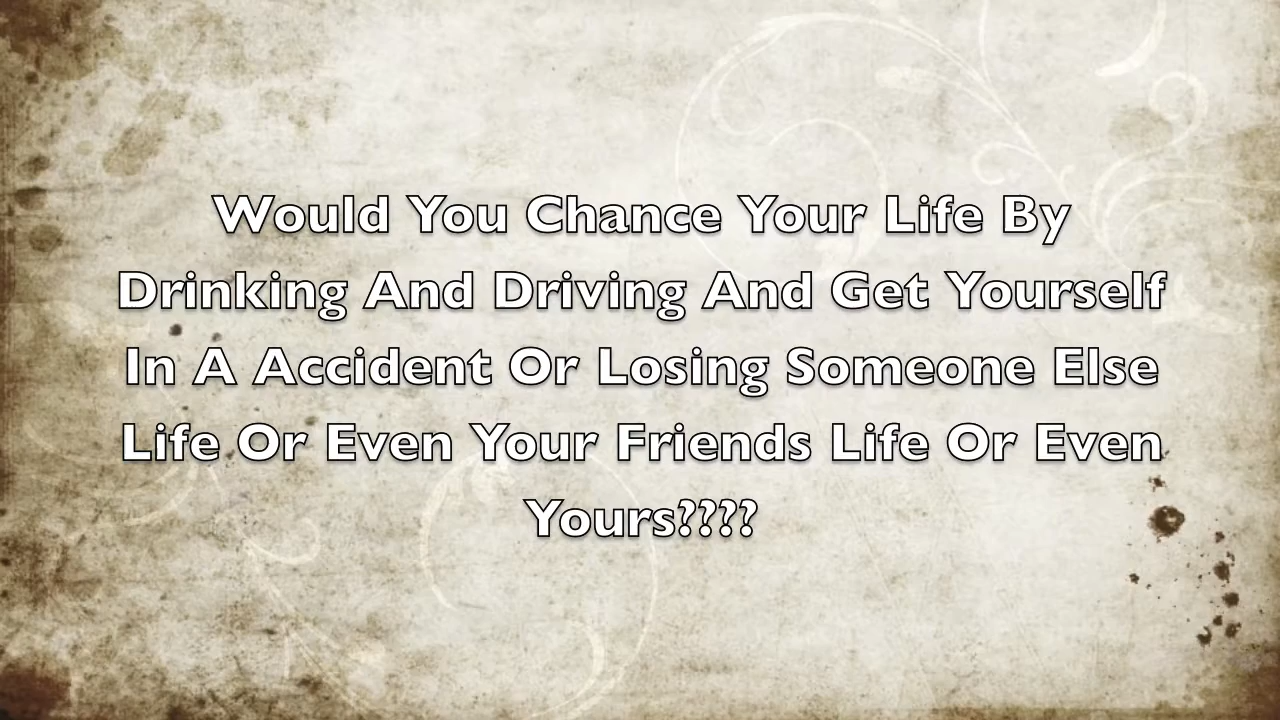 Would You Chance Your Life By
Drinking And Driving And Get Yourself
In A Accident Or Losing Someone Else
Life Or Even Your Friends Life Or Even
Yours????